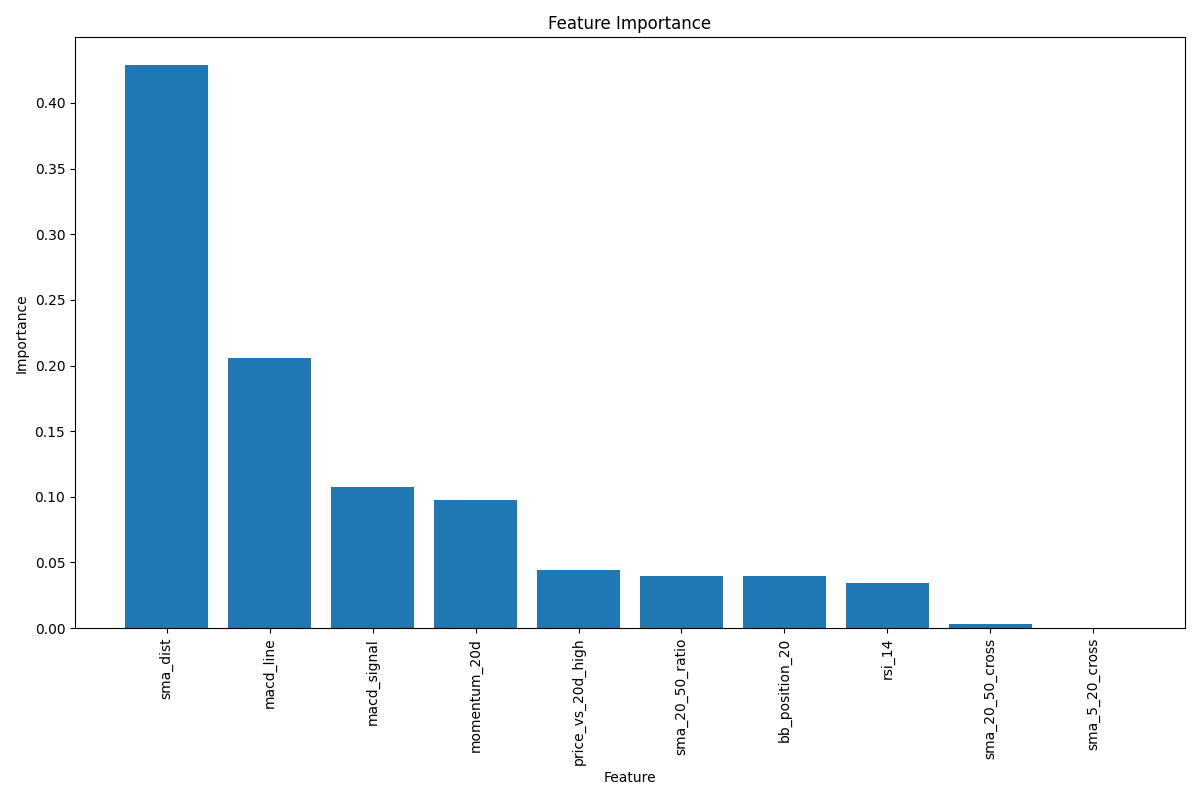 Feature Importance
Importance
0.40
0.35
0.30
0.25
0.20
0.15
0.10
0.05
0.00
sma_dist
macd_line
macd_signal
momentum_20d
price_vs_20d_high
sma_20_50_ratio
bb_position_20
rsi_14
sma_20_50_cross
sma_5_20_cross
Feature